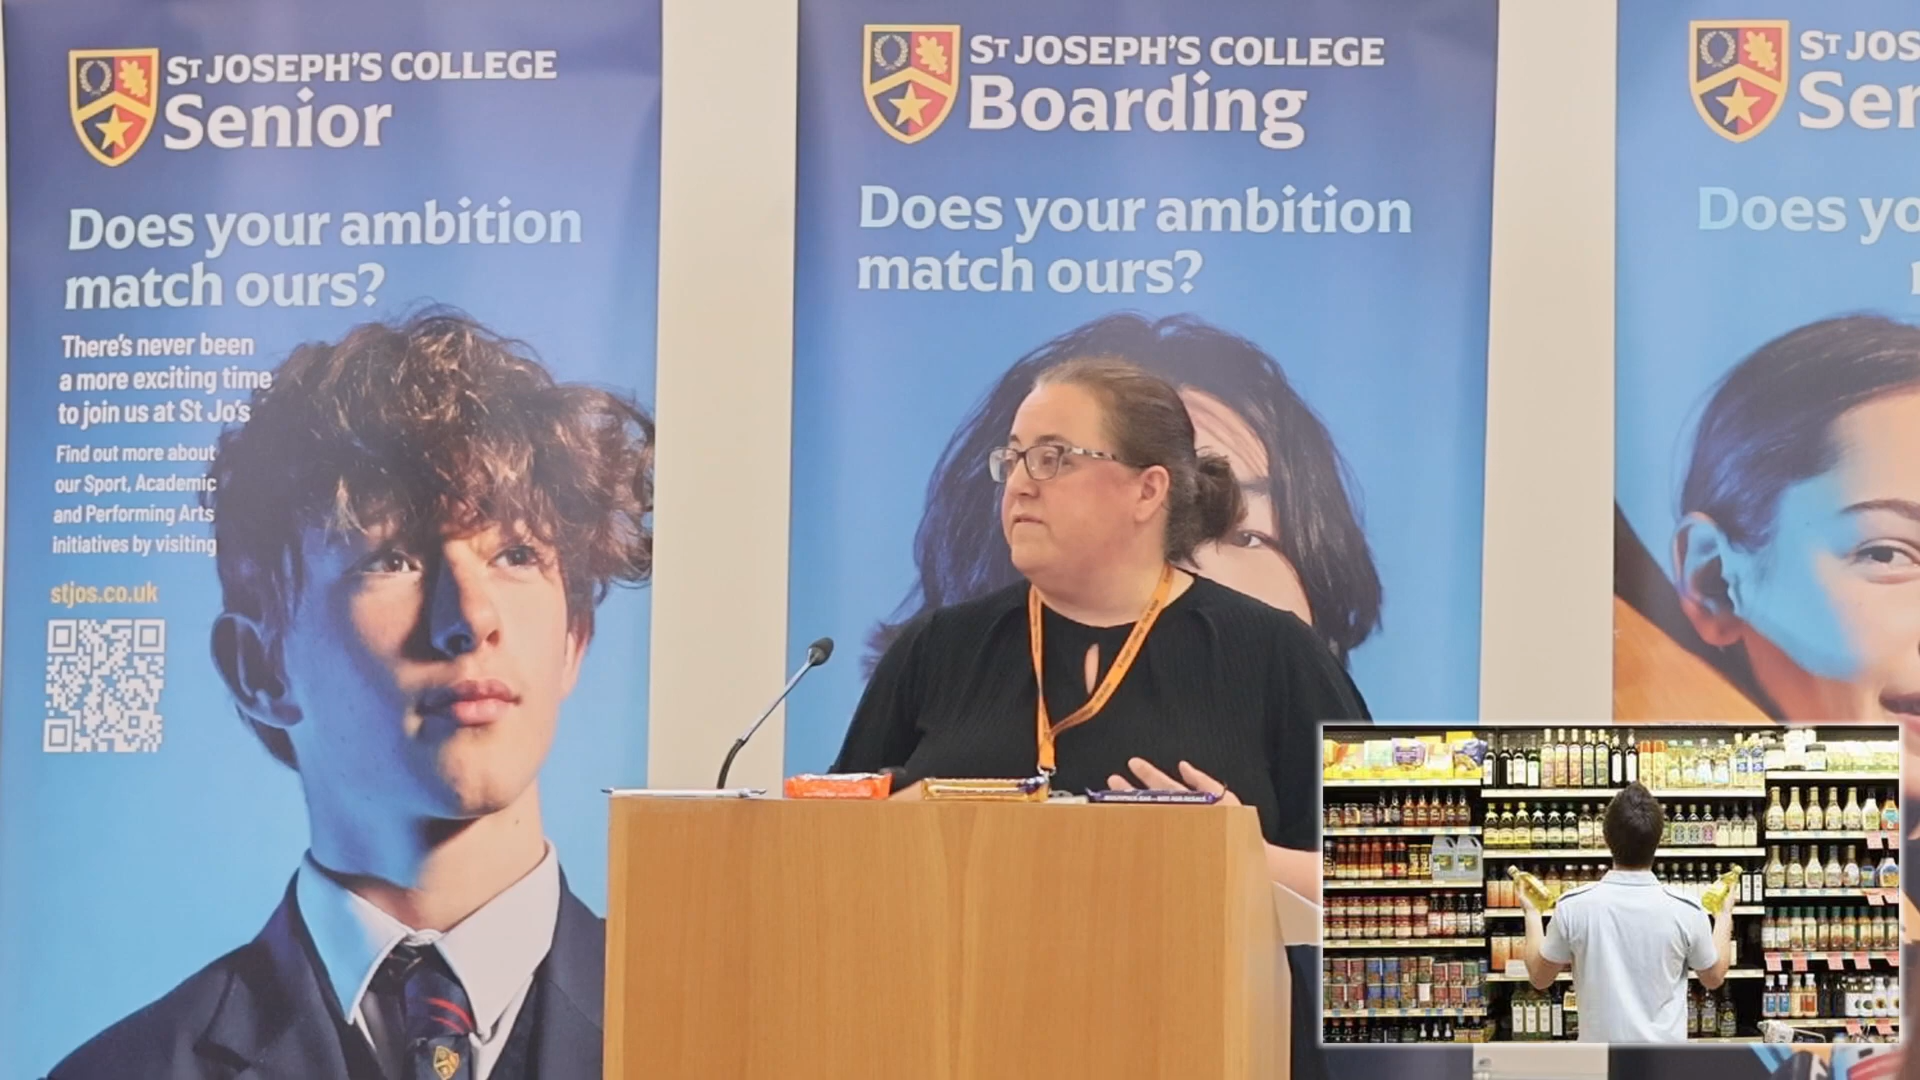 ST JOSEPH'S COLLEGE
Senior
Does your ambition
match ours?
There's never been
a more exciting time
to join us at St Jo's
Find out more about
our Sport, Academic
and Performing Arts
initiatives by visiting
stjos.co.uk
ST JOSEPH'S COLLEGE
Boarding
Does your ambition
match ours?
ST JOS
Sen
Does yo